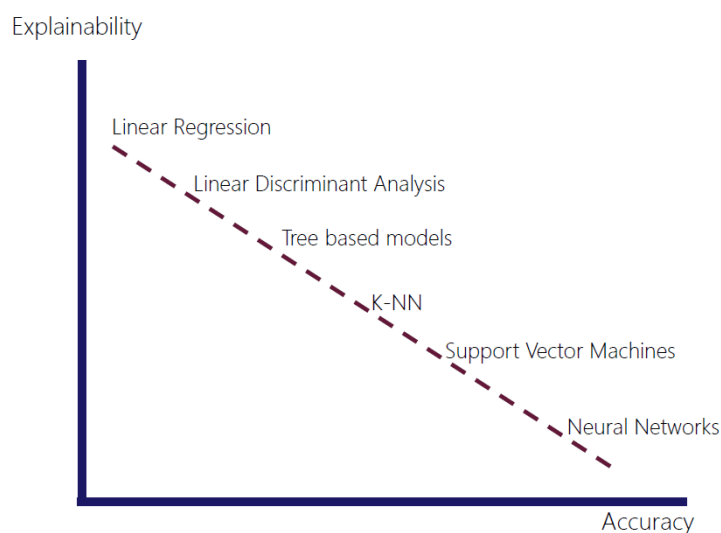 Explainability
Linear Regression
Linear Discriminant Analysis
Tree based models
K-NN
Support Vector Machines
Neural Networks
Accuracy